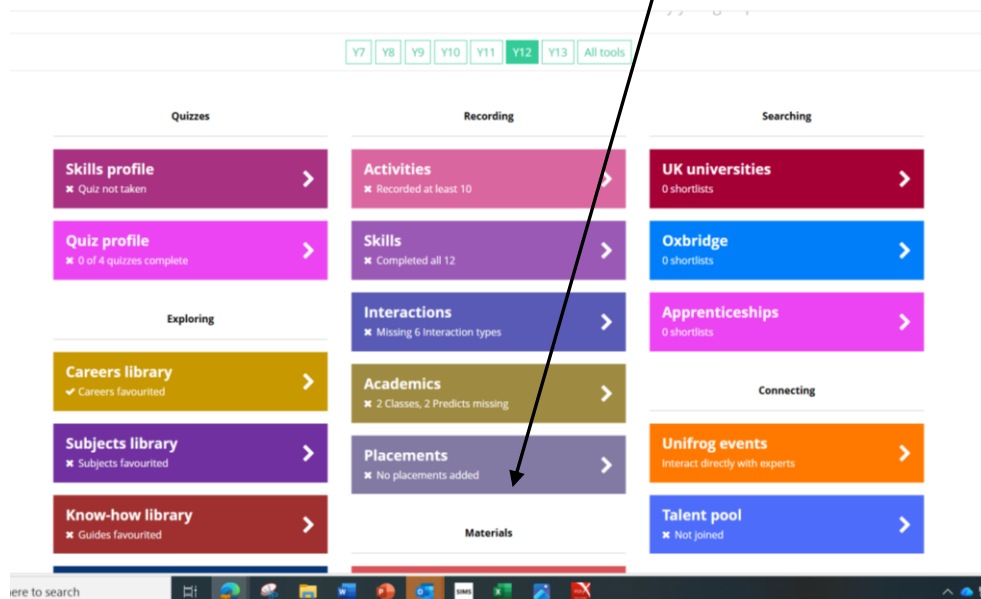 Y7 Y8 Y9 Y10 Y11 Y12 Y13 All tools
Quizzes
Skills profile
✖ Quiz not taken
Quiz profile
✖ 0 of 4 quizzes complete
Exploring
Careers library
✔ Careers favourited
Subjects library
✖ Subjects favourited
Know-how library
✖ Guides favourited
Recording
Activities
✖ Recorded at least 10
Skills
✖ Completed all 12
Interactions
✖ Missing 6 Interaction types
Academics
✖ 2 Classes, 2 Predicts missing
Placements
✖ No placements added
Materials
Searching
UK universities
0 shortlists
Oxbridge
0 shortlists
Apprenticeships
0 shortlists
Connecting
Unifrog events
Interact directly with experts
Talent pool
✖ Not joined
ere to search
SIMS